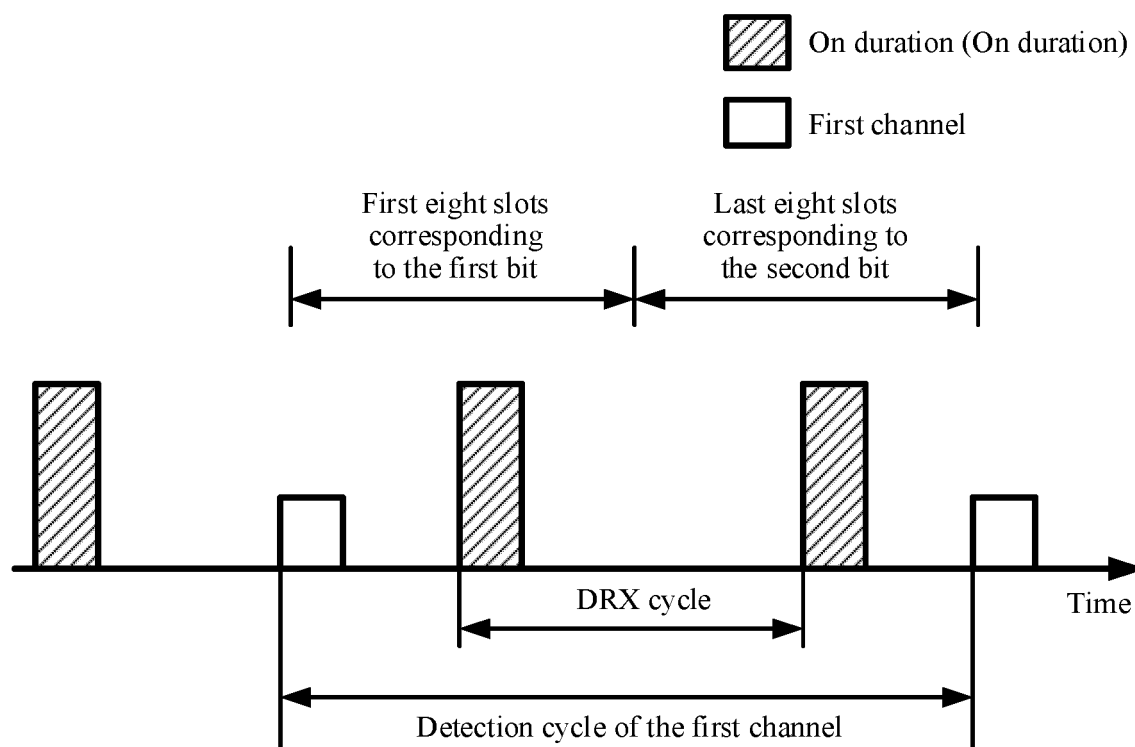 On duration (On duration)
First channel
First eight slots
corresponding
to the first bit
Last eight slots
corresponding to
the second bit
DRX cycle
Time
Detection cycle of the first channel